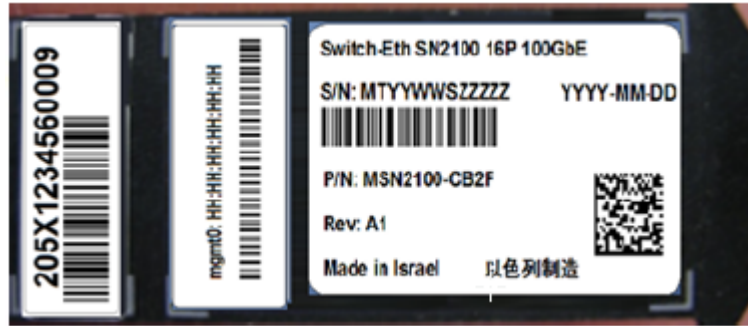 205X1234560009
mgmt0: HH:HH:HH:HH:HH:HH
Switch-Eth SN2100 16P 100GbE
S/N: MTYYWWSZZZZZ YYYY-MM-DD
P/N: MSN2100-CB2F
Rev: A1
Made in Israel 以色列制造